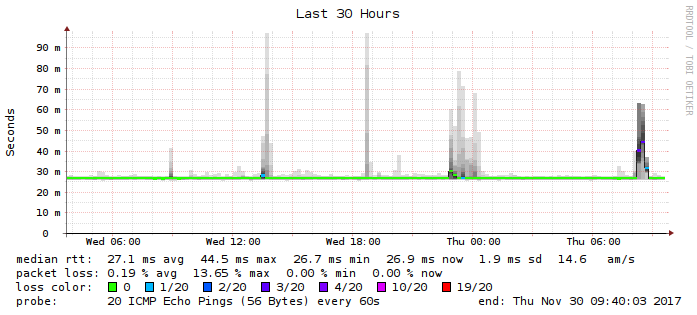 Last 30 Hours
RRDTOOL / TOBI OETIKER
Seconds
90 m
80 m
70 m
60 m
50 m
40 m
30 m
20 m
10 m
0
Wed 06:00 Wed 12:00 Wed 18:00 Thu 00:00 Thu 06:00
median rtt: 27.1 ms avg 44.5 ms max 26.7 ms min 26.9 ms now 1.9 ms sd 14.6 am/s
packet loss: 0.19 % avg 13.65 % max 0.00 % min 0.00 % now
loss color: 0 1/20 2/20 3/20 4/20 10/20 19/20
probe: 20 ICMP Echo Pings (56 Bytes) every 60s end: Thu Nov 30 09:40:03 2017